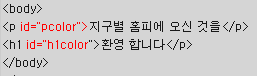 <body>
<p id="pcolor">지구별 홈피에 오신 것을</p>
<h1 id="h1color">환영 합니다</h1>
</body>